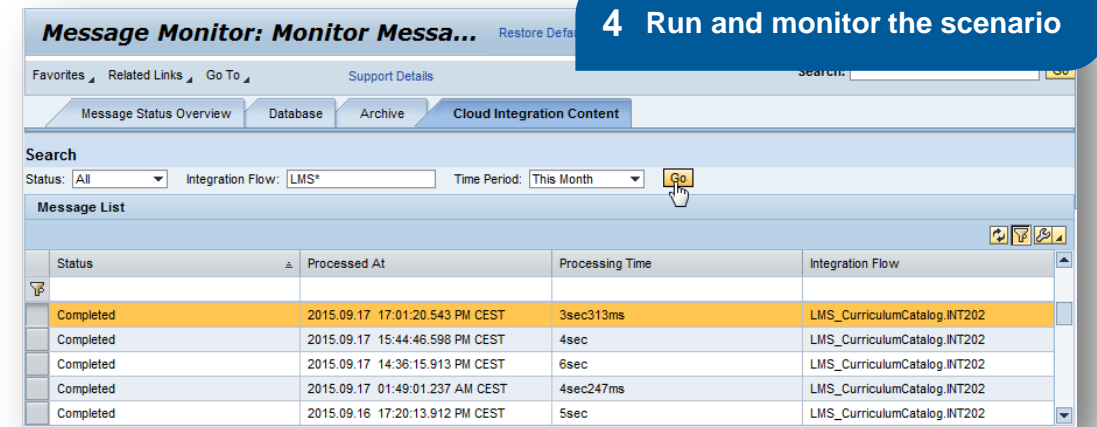 4 Run and monitor the scenario
Message Monitor: Monitor Messa... Restore Defa
Favorites Related Links Go To Support Details Search: Go
Message Status Overview Database Archive Cloud Integration Content
Search
Status: All Integration Flow: LMS* Time Period: This Month Go
Message List
Status Processed At Processing Time Integration Flow
Completed 2015.09.17 17:01:20.543 PM CEST 3sec313ms LMS_CurriculumCatalog.INT202
Completed 2015.09.17 15:44:46.598 PM CEST 4sec LMS_CurriculumCatalog.INT202
Completed 2015.09.17 14:36:15.913 PM CEST 6sec LMS_CurriculumCatalog.INT202
Completed 2015.09.17 01:49:01.237 AM CEST 4sec247ms LMS_CurriculumCatalog.INT202
Completed 2015.09.16 17:20:13.912 PM CEST 5sec LMS_CurriculumCatalog.INT202